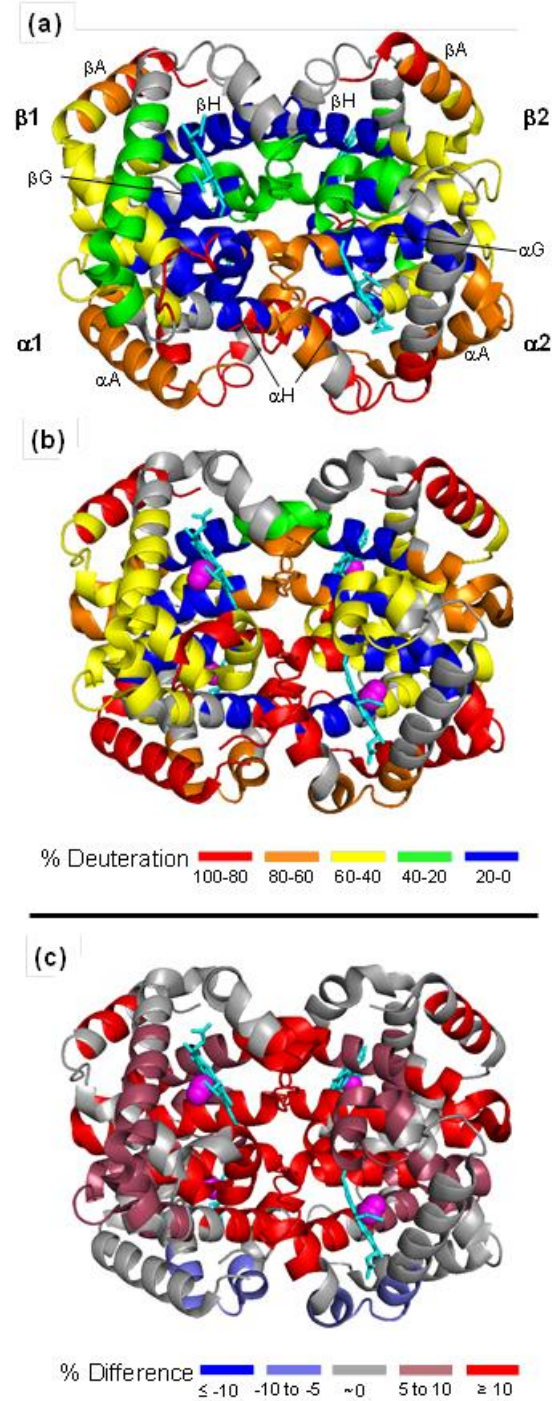 (a)
βA
βA
βH
βH
β1
β2
βG
αG
α1
α2
αA
αA
αH
(b)
% Deuteration
100-80 80-60 60-40 40-20 20-0
(c)
% Difference
≤ -10 -10 to -5 ~0 5 to 10 ≥ 10